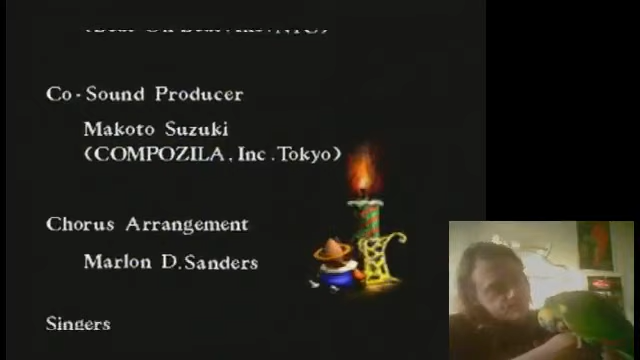 Co-Sound Producer
Makoto Suzuki
(COMPOZILA, Inc. Tokyo)
Chorus Arrangement
Marlon D. Sanders
Singers